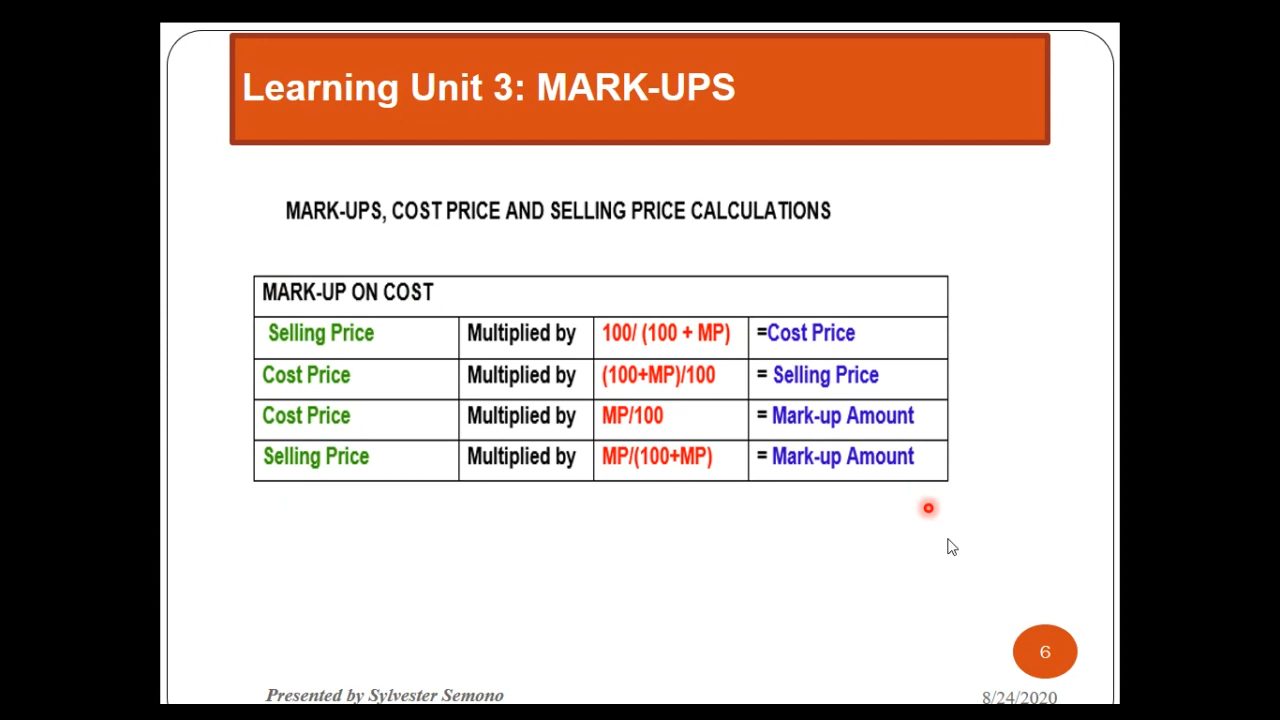 Learning Unit 3: MARK-UPS
MARK-UPS, COST PRICE AND SELLING PRICE CALCULATIONS
MARK-UP ON COST
Selling Price Multiplied by 100/ (100 + MP) =Cost Price
Cost Price Multiplied by (100+MP)/100 = Selling Price
Cost Price Multiplied by MP/100 = Mark-up Amount
Selling Price Multiplied by MP/(100+MP) = Mark-up Amount
6
Presented by Sylvester Semono 8/24/2020